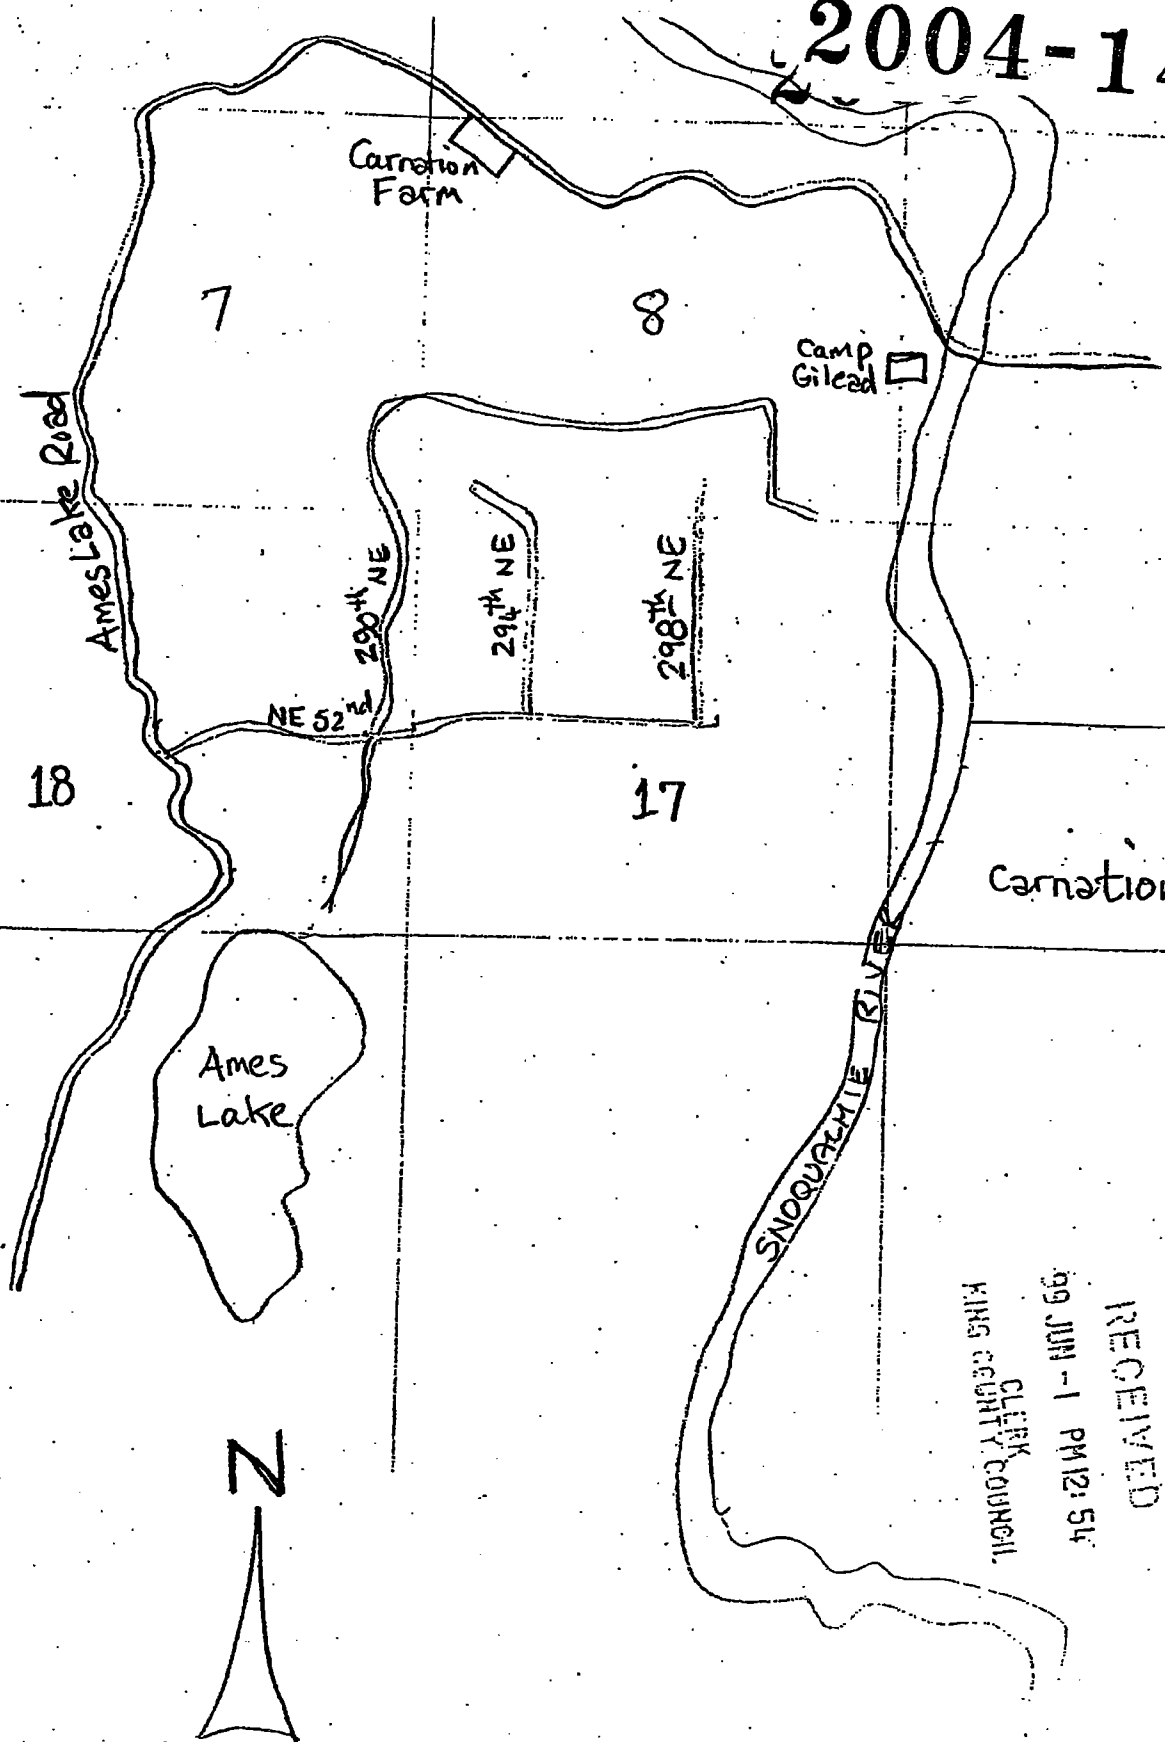 2004-14
Carnation
Farm
7
8
Camp
Gilead
Ames Lake Road
290th NE
294th NE
298th NE
NE 52nd
18
17
Carnation
SNOQUALMIE RIVER
Ames
Lake
N
RECEIVED
99 JUN -1 PM 12:54
CLERK
KING COUNTY COUNCIL